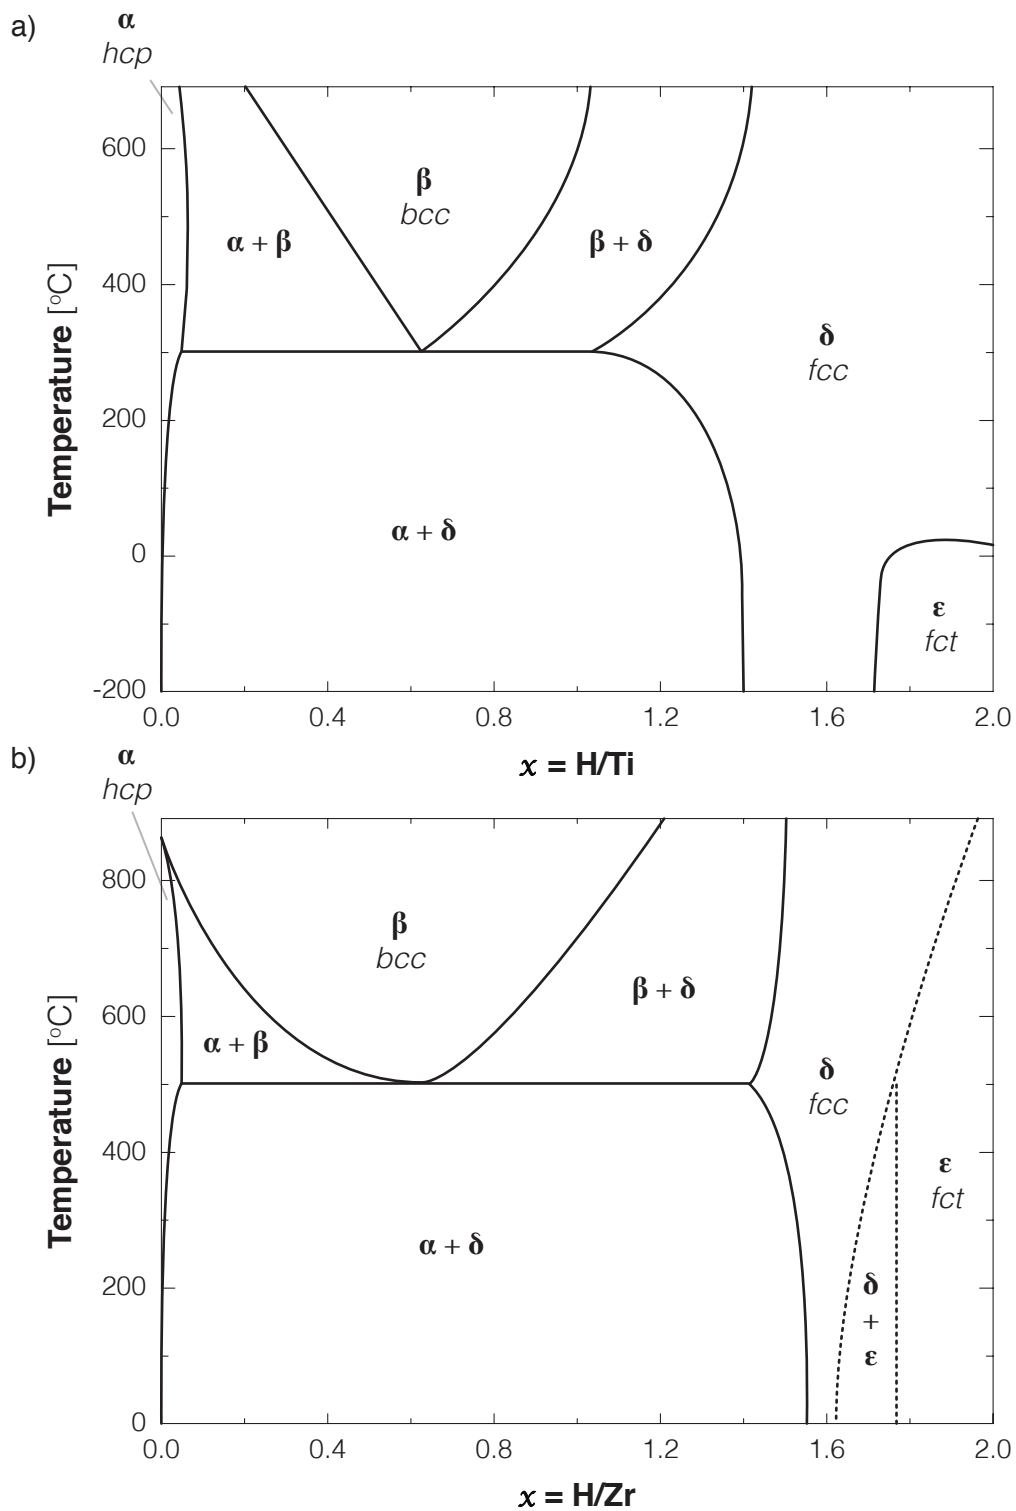 a)
α
hcp
600
400
200
0
-200
Temperature [°C]
β
bcc
α + β
β + δ
δ
fcc
α + δ
ε
fct
0.0 0.4 0.8 1.2 1.6 2.0
x = H/Ti
b)
α
hcp
800
600
400
200
0
Temperature [°C]
β
bcc
β + δ
α + β
δ
fcc
ε
fct
α + δ
δ
+
ε
0.0 0.4 0.8 1.2 1.6 2.0
x = H/Zr